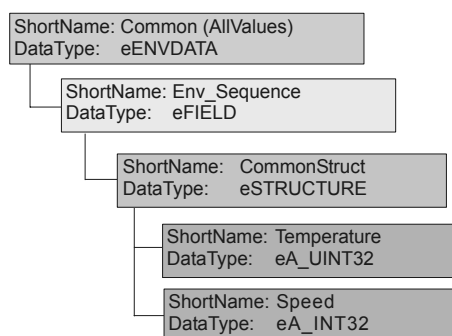 ShortName: Common (AllValues)
DataType: eENVDATA
ShortName: Env_Sequence
DataType: eFIELD
ShortName: CommonStruct
DataType: eSTRUCTURE
ShortName: Temperature
DataType: eA_UINT32
ShortName: Speed
DataType: eA_INT32